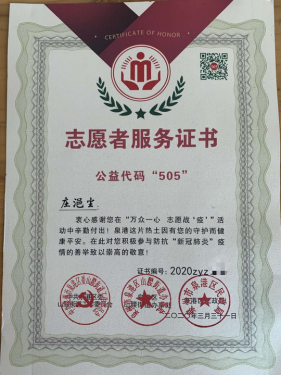 CERTIFICATE OF HONOR
志愿者服务证书
公益代码“505”
庄滟生
衷心感谢您在“万众一心 志愿战‘疫’”活
动中辛勤付出！泉港这片热土因有您的守护而健
康平安。在此对您积极参与防抗“新冠肺炎”疫
情的善举致以崇高的敬意！
证书编号：2020zyz
二〇二〇年三月三十一日